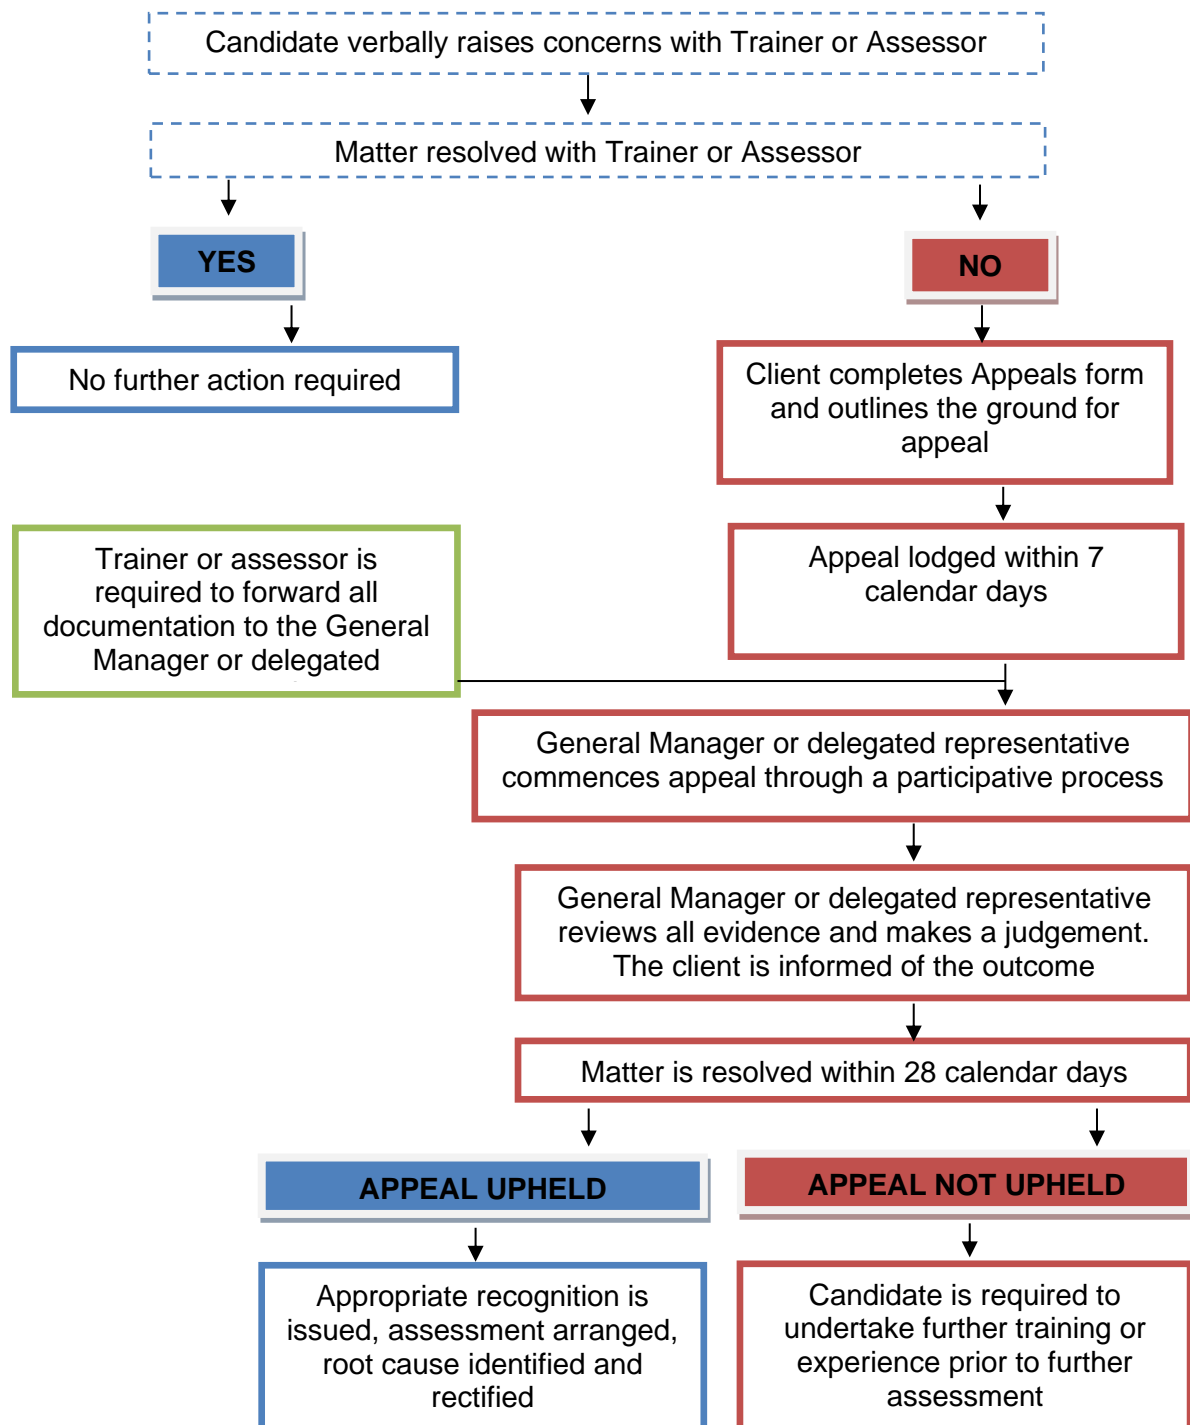 Candidate verbally raises concerns with Trainer or Assessor
Matter resolved with Trainer or Assessor
YES
NO
No further action required
Client completes Appeals form
and outlines the ground for
appeal
Trainer or assessor is
required to forward all
documentation to the General
Manager or delegated
Appeal lodged within 7
calendar days
General Manager or delegated representative
commences appeal through a participative process
General Manager or delegated representative
reviews all evidence and makes a judgement.
The client is informed of the outcome
Matter is resolved within 28 calendar days
APPEAL UPHELD
APPEAL NOT UPHELD
Appropriate recognition is
issued, assessment arranged,
root cause identified and
rectified
Candidate is required to
undertake further training or
experience prior to further
assessment